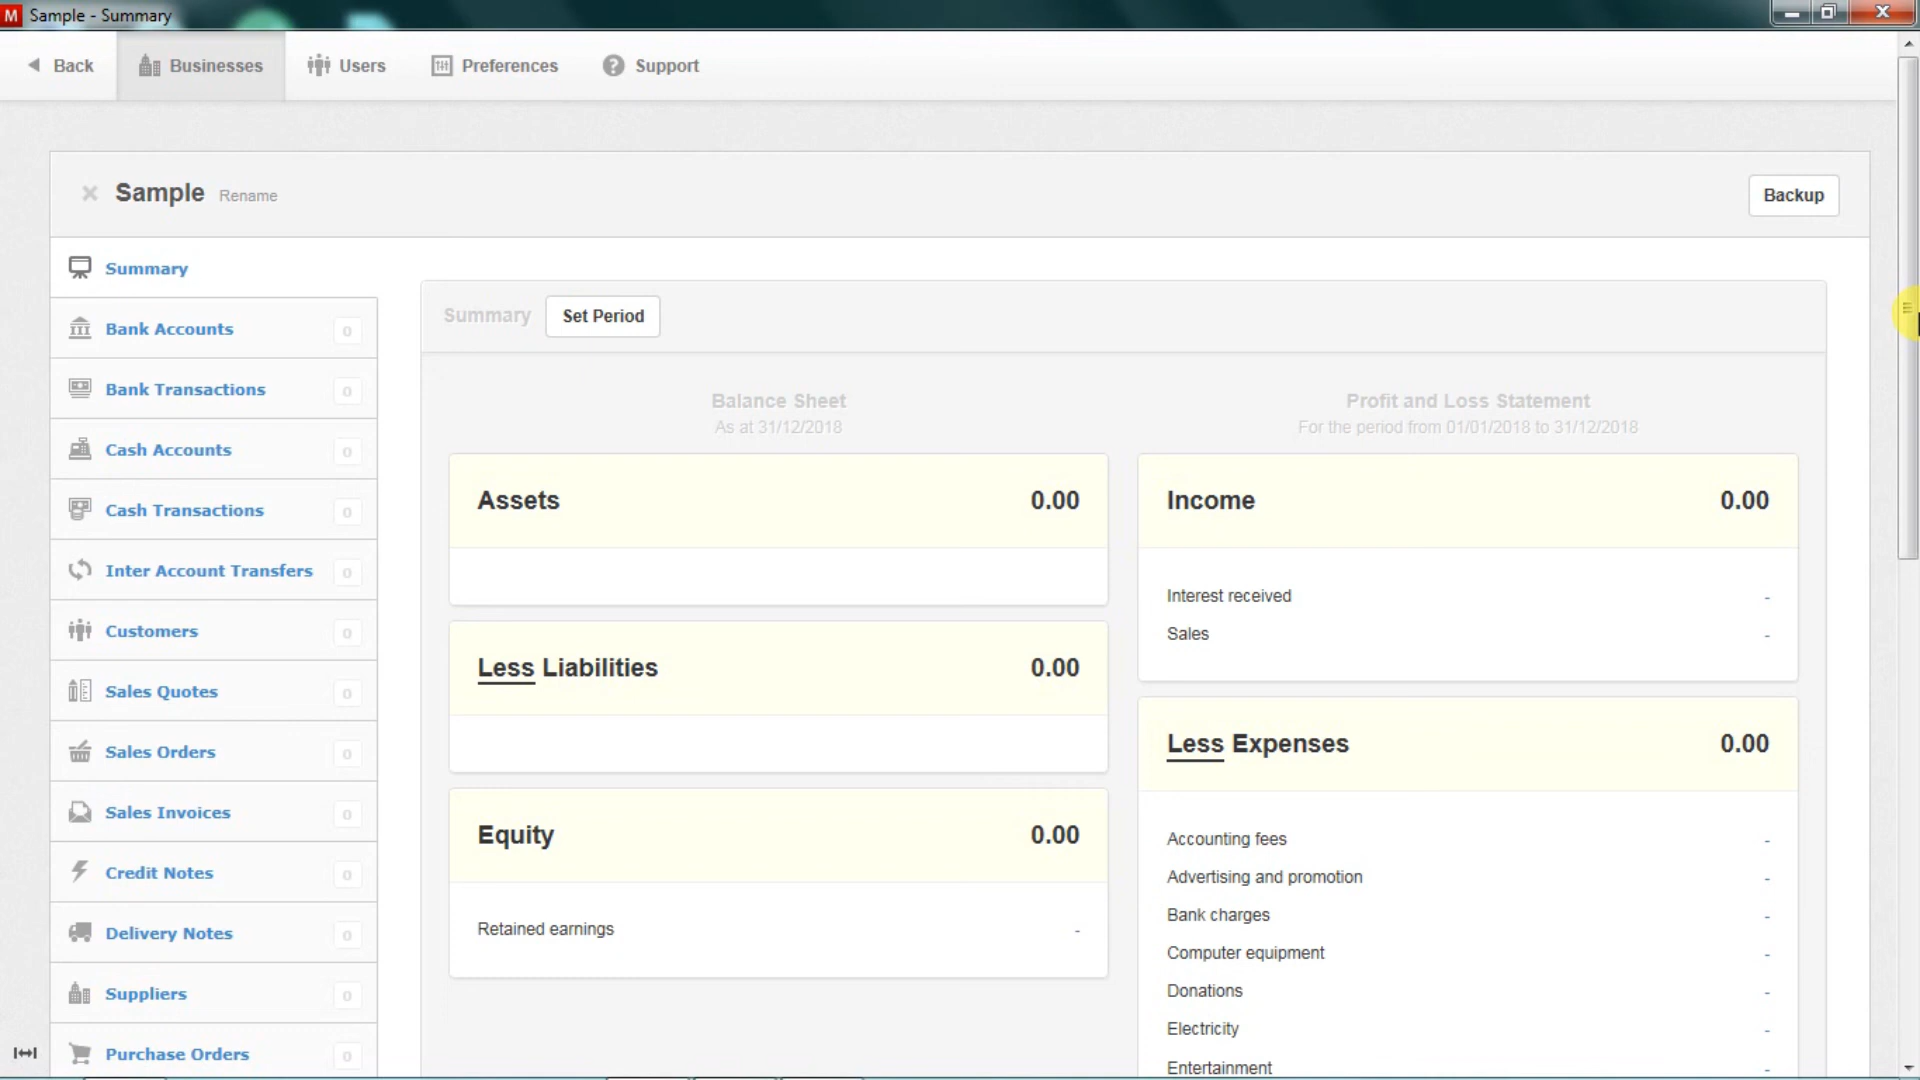 M Sample - Summary
Back Businesses Users Preferences Support
Sample Rename Backup
Summary
Bank Accounts 0
Bank Transactions 0
Cash Accounts 0
Cash Transactions 0
Inter Account Transfers 0
Customers 0
Sales Quotes 0
Sales Orders 0
Sales Invoices 0
Credit Notes 0
Delivery Notes 0
Suppliers 0
Purchase Orders 0
Summary Set Period
Balance Sheet
As at 31/12/2018
Assets 0.00
Less Liabilities 0.00
Equity 0.00
Retained earnings -
Profit and Loss Statement
For the period from 01/01/2018 to 31/12/2018
Income 0.00
Interest received -
Sales -
Less Expenses 0.00
Accounting fees -
Advertising and promotion -
Bank charges -
Computer equipment -
Donations -
Electricity -
Entertainment -